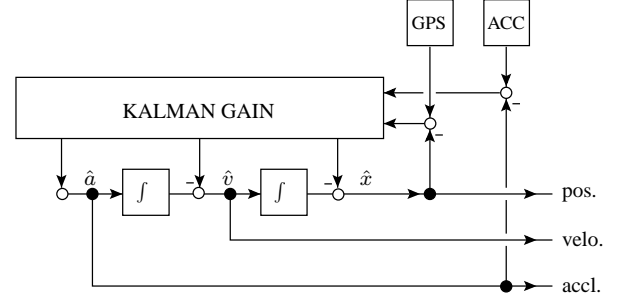 GPS ACC
KALMAN GAIN
â ∫ v̂ ∫ x̂
pos.
velo.
accl.